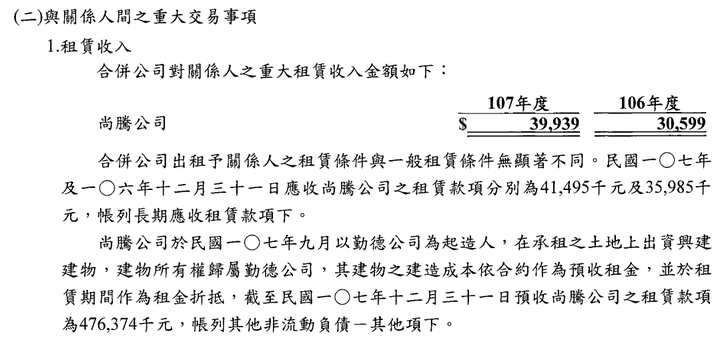 (二)與關係人間之重大交易事項
1.租賃收入
合併公司對關係人之重大租賃收入金額如下：
107年度 106年度
尚騰公司 $ 39,939 30,599
合併公司出租予關係人之租賃條件與一般租賃條件無顯著不同。民國一〇七年
及一〇六年十二月三十一日應收尚騰公司之租賃款項分別為41,495千元及35,985千
元，帳列長期應收租賃款項下。
尚騰公司於民國一〇七年九月以勤德公司為起造人，在承租之土地上出資興建
建物，建物所有權歸屬勤德公司，其建物之建造成本依合約作為預收租金，並於租
賃期間作為租金折抵，截至民國一〇七年十二月三十一日預收尚騰公司之租賃款項
為476,374千元，帳列其他非流動負債－其他項下。